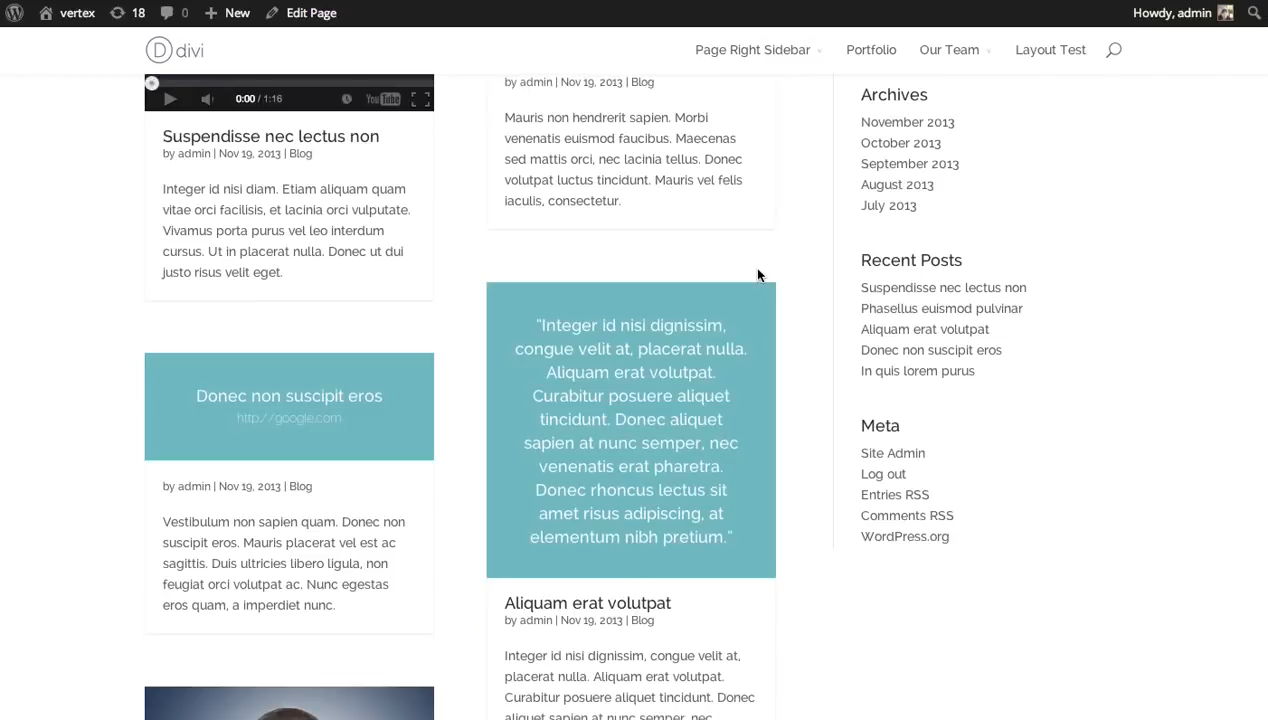 vertex
18
0
New
Edit Page
Howdy, admin
D divi
Page Right Sidebar
Portfolio
Our Team
Layout Test
0:00 / 1:16
YouTube
Suspendisse nec lectus non
by admin | Nov 19, 2013 | Blog
Integer id nisi diam. Etiam aliquam quam
vitae orci facilisis, et lacinia orci vulputate.
Vivamus porta purus vel leo interdum
cursus. Ut in placerat nulla. Donec ut dui
justo risus velit eget.
Donec non suscipit eros
http://google.com
by admin | Nov 19, 2013 | Blog
Vestibulum non sapien quam. Donec non
suscipit eros. Mauris placerat vel est ac
sagittis. Duis ultricies libero ligula, non
feugiat orci volutpat ac. Nunc egestas
eros quam, a imperdiet nunc.
by admin | Nov 19, 2013 | Blog
Mauris non hendrerit sapien. Morbi
venenatis euismod faucibus. Maecenas
sed mattis orci, nec lacinia tellus. Donec
volutpat luctus tincidunt. Mauris vel felis
iaculis, consectetur.
"Integer id nisi dignissim,
congue velit at, placerat nulla.
Aliquam erat volutpat.
Curabitur posuere aliquet
tincidunt. Donec aliquet
sapien at nunc semper, nec
venenatis erat pharetra.
Donec rhoncus lectus sit
amet risus adipiscing, at
elementum nibh pretium."
Aliquam erat volutpat
by admin | Nov 19, 2013 | Blog
Integer id nisi dignissim, congue velit at,
placerat nulla. Aliquam erat volutpat.
Curabitur posuere aliquet tincidunt. Donec
aliquet sapien at nunc semper, nec
Archives
November 2013
October 2013
September 2013
August 2013
July 2013
Recent Posts
Suspendisse nec lectus non
Phasellus euismod pulvinar
Aliquam erat volutpat
Donec non suscipit eros
In quis lorem purus
Meta
Site Admin
Log out
Entries RSS
Comments RSS
WordPress.org